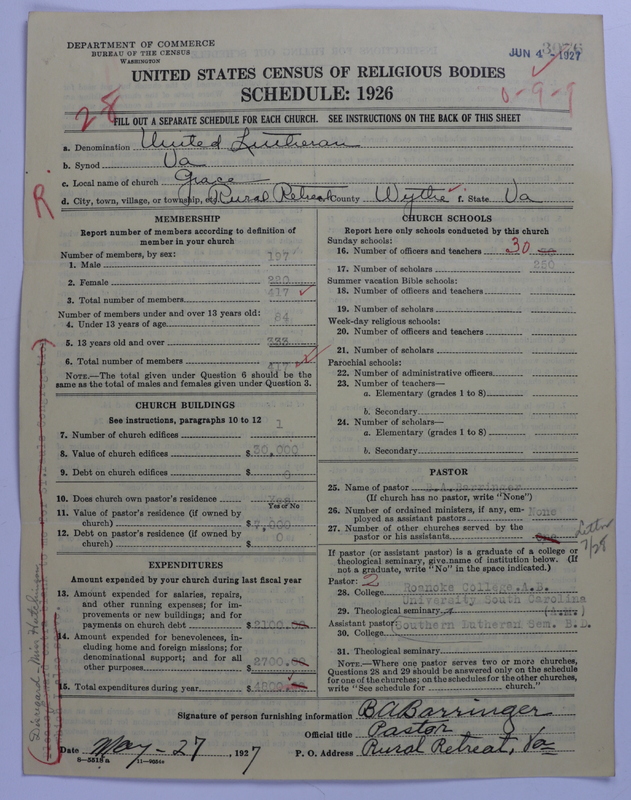 DEPARTMENT OF COMMERCE
BUREAU OF THE CENSUS
WASHINGTON
JUN 4 - 1927
UNITED STATES CENSUS OF RELIGIOUS BODIES
SCHEDULE: 1926
0-9-9
28
FILL OUT A SEPARATE SCHEDULE FOR EACH CHURCH. SEE INSTRUCTIONS ON THE BACK OF THIS SHEET
a. Denomination United Lutheran
b. Synod Va
c. Local name of church Grace
d. City, town, village, or township, etc. Rural Retreat e. County Wythe f. State Va
R.
MEMBERSHIP
Report number of members according to definition of
member in your church
Number of members, by sex:
1. Male 197
2. Female 220
3. Total number of members 417
Number of members under and over 13 years old:
4. Under 13 years of age 84
5. 13 years old and over 333
6. Total number of members 417
NOTE.—The total given under Question 6 should be the
same as the total of males and females given under Question 3.
CHURCH BUILDINGS
See instructions, paragraphs 10 to 12
7. Number of church edifices 1
8. Value of church edifices $30,000
9. Debt on church edifices $ 0
10. Does church own pastor's residence Yes
Yes or No
11. Value of pastor's residence (if owned by
church) $7,000
12. Debt on pastor's residence (if owned by
church) $ 0
EXPENDITURES
Amount expended by your church during last fiscal year
13. Amount expended for salaries, repairs,
and other running expenses; for im-
provements or new buildings; and for
payments on church debt $2100.00
14. Amount expended for benevolences, in-
cluding home and foreign missions; for
denominational support; and for all
other purposes $2700.00
15. Total expenditures during year $4800.00
CHURCH SCHOOLS
Report here only schools conducted by this church
Sunday schools:
16. Number of officers and teachers 30
17. Number of scholars 250
Summer vacation Bible schools:
18. Number of officers and teachers
19. Number of scholars
Week-day religious schools:
20. Number of officers and teachers
21. Number of scholars
Parochial schools:
22. Number of administrative officers
23. Number of teachers—
a. Elementary (grades 1 to 8)
b. Secondary
24. Number of scholars—
a. Elementary (grades 1 to 8)
b. Secondary
PASTOR
25. Name of pastor B.A.Barringer
(If church has no pastor, write "None")
26. Number of ordained ministers, if any, em-
ployed as assistant pastors None
27. Number of other churches served by the
pastor or his assistants One
Letter
7/28
If pastor (or assistant pastor) is a graduate of a college or
theological seminary, give name of institution below. (If
not a graduate, write "No" in the space indicated.)
Pastor: 2
28. College Roanoke College.A.B.
University South Carolina
29. Theological seminary (A.M.)
Assistant pastor: Southern Lutheran Sem. B.D.
30. College
31. Theological seminary
NOTE.—Where one pastor serves two or more churches,
Questions 28 and 29 should be answered only on the schedule
for one of the churches; on the schedules for the other churches,
write "See schedule for church."
Signature of person furnishing information B A Barringer
Official title Pastor
Date May-27 1927 P. O. Address Rural Retreat, Va
8—5518 a
Disregard - Miss